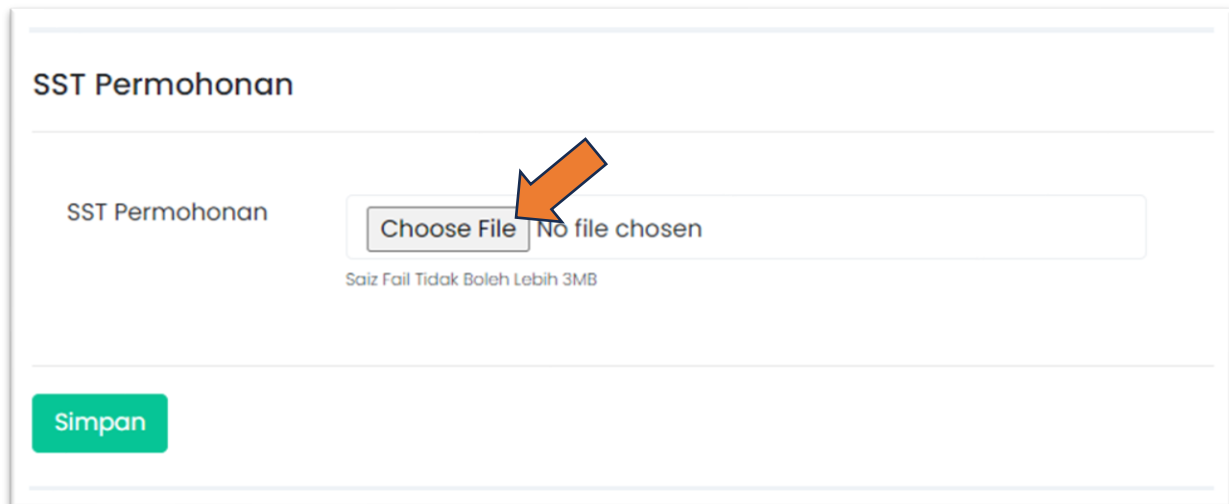 SST Permohonan
SST Permohonan
Choose File No file chosen
Saiz Fail Tidak Boleh Lebih 3MB
Simpan